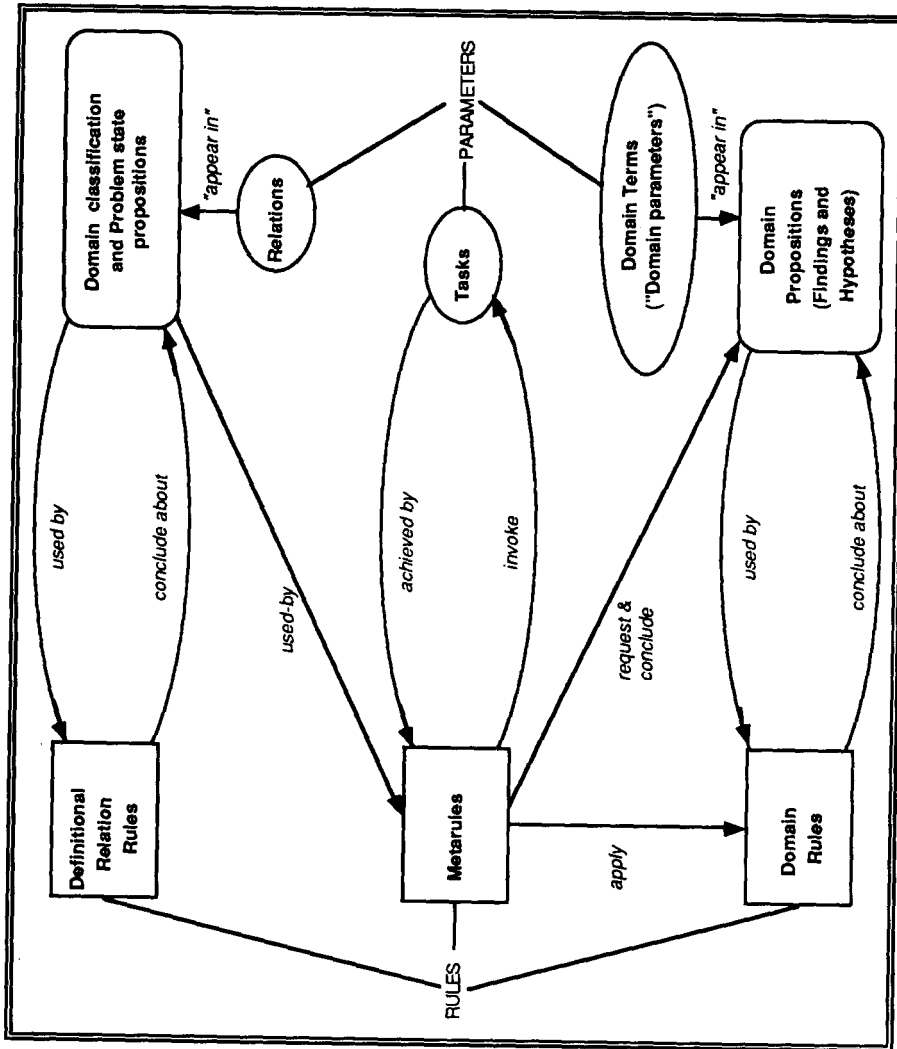 Domain classification
and Problem state
propositions
"appear in"
Relations
used by
conclude about
Definitional
Relation
Rules
used-by
PARAMETERS
Tasks
achieved by
invoke
Metarules
RULES
request &
conclude
apply
Domain Terms
("Domain parameters")
"appear in"
Domain
Propositions
(Findings and
Hypotheses)
used by
conclude about
Domain
Rules